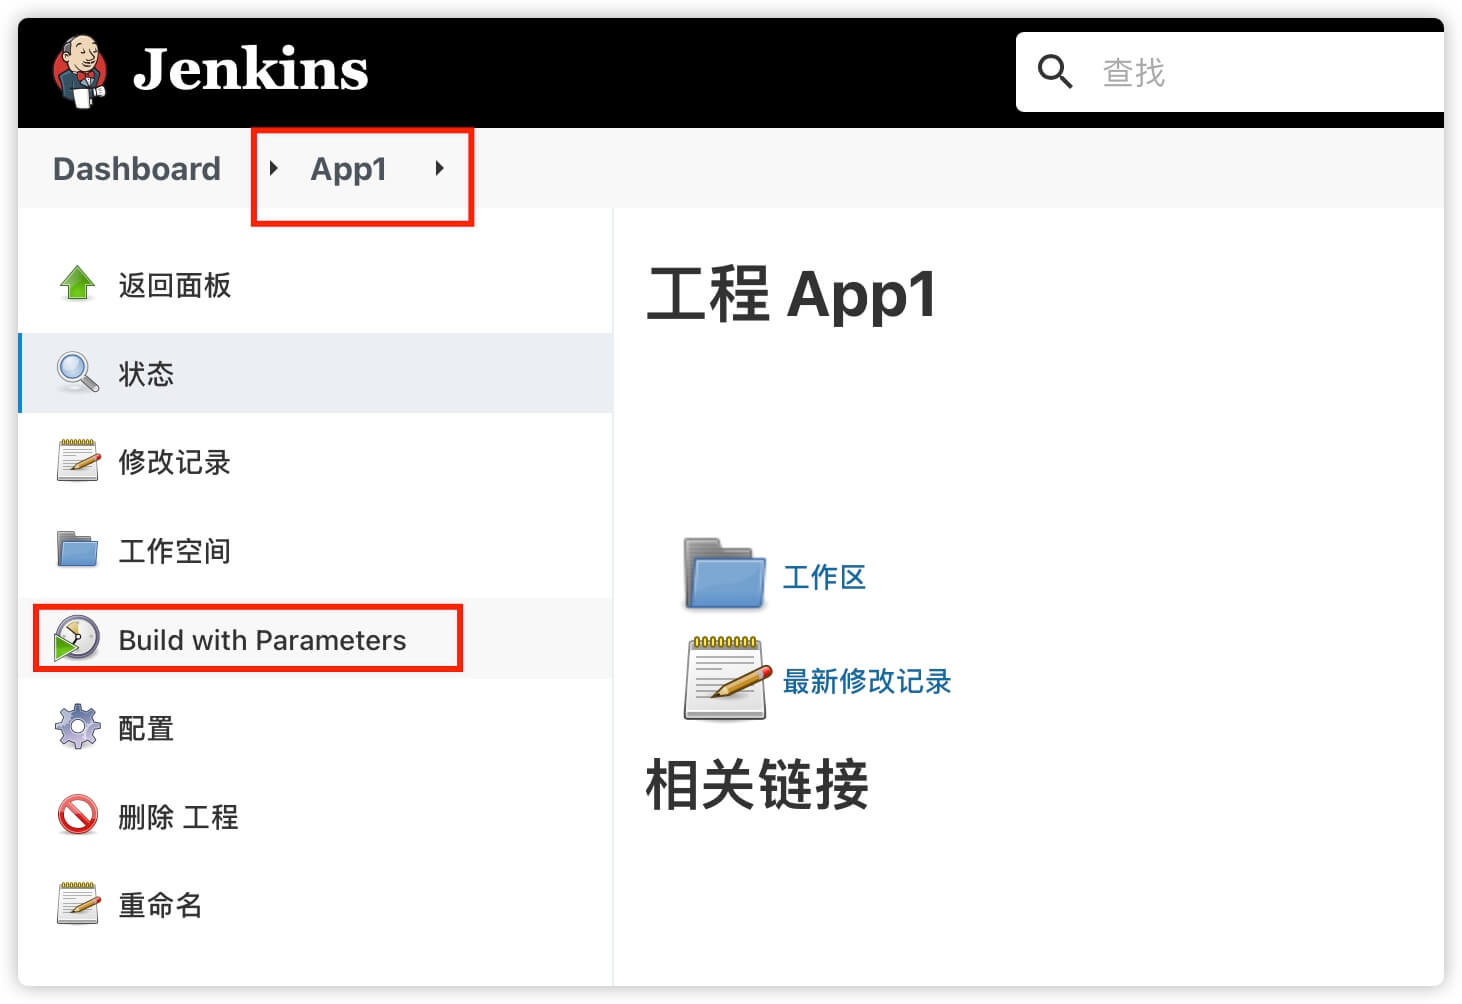 Jenkins
查找
Dashboard
App1
返回面板
状态
修改记录
工作空间
Build with Parameters
配置
删除 工程
重命名
工程 App1
工作区
最新修改记录
相关链接